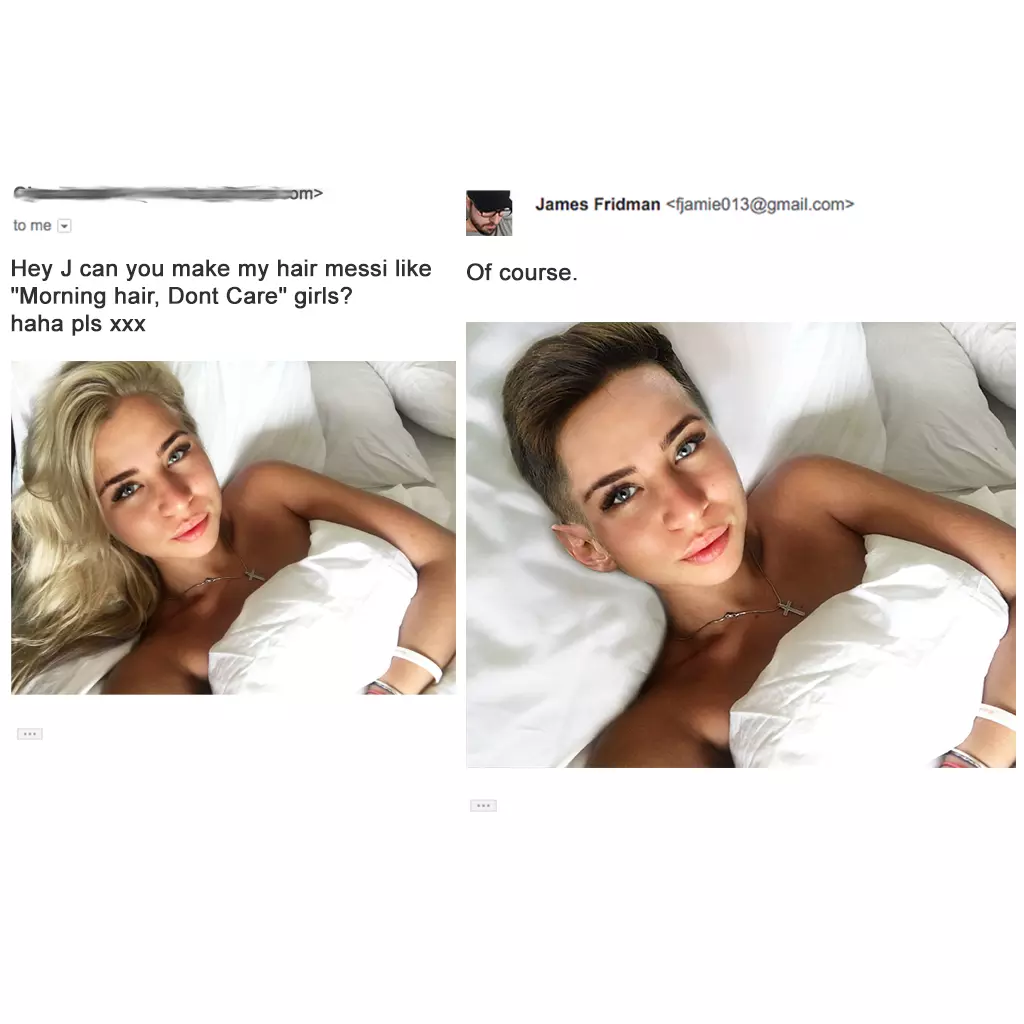 om>
to me
Hey J can you make my hair messi like
"Morning hair, Dont Care" girls?
haha pls xxx
James Fridman <fjamie013@gmail.com>
Of course.